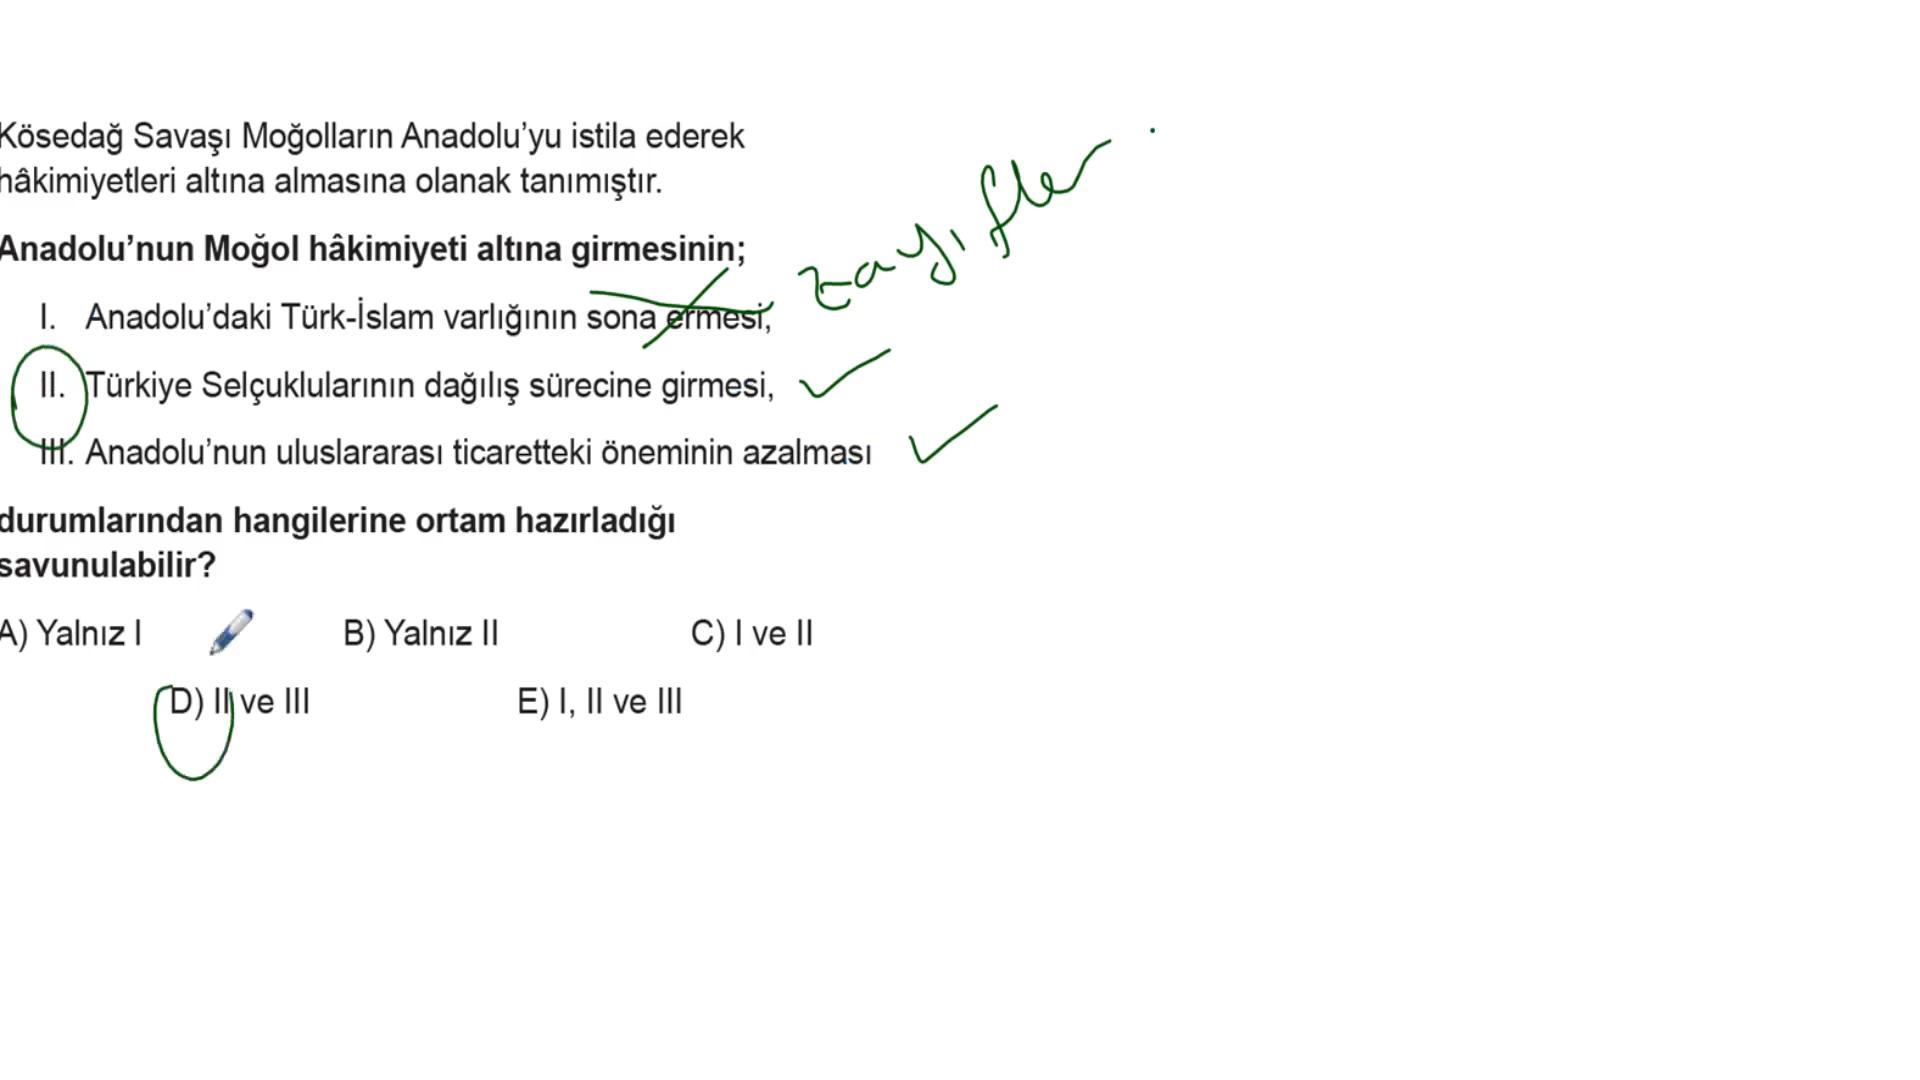 Kösedağ Savaşı Moğolların Anadolu'yu istila ederek
hâkimiyetleri altına almasına olanak tanımıştır.
Anadolu'nun Moğol hâkimiyeti altına girmesinin;
I. Anadolu'daki Türk-İslam varlığının sona ermesi,
zayıflar
II. Türkiye Selçuklularının dağılış sürecine girmesi,
III. Anadolu'nun uluslararası ticaretteki öneminin azalması
durumlarından hangilerine ortam hazırladığı
savunulabilir?
A) Yalnız I B) Yalnız II C) I ve II
D) II ve III E) I, II ve III